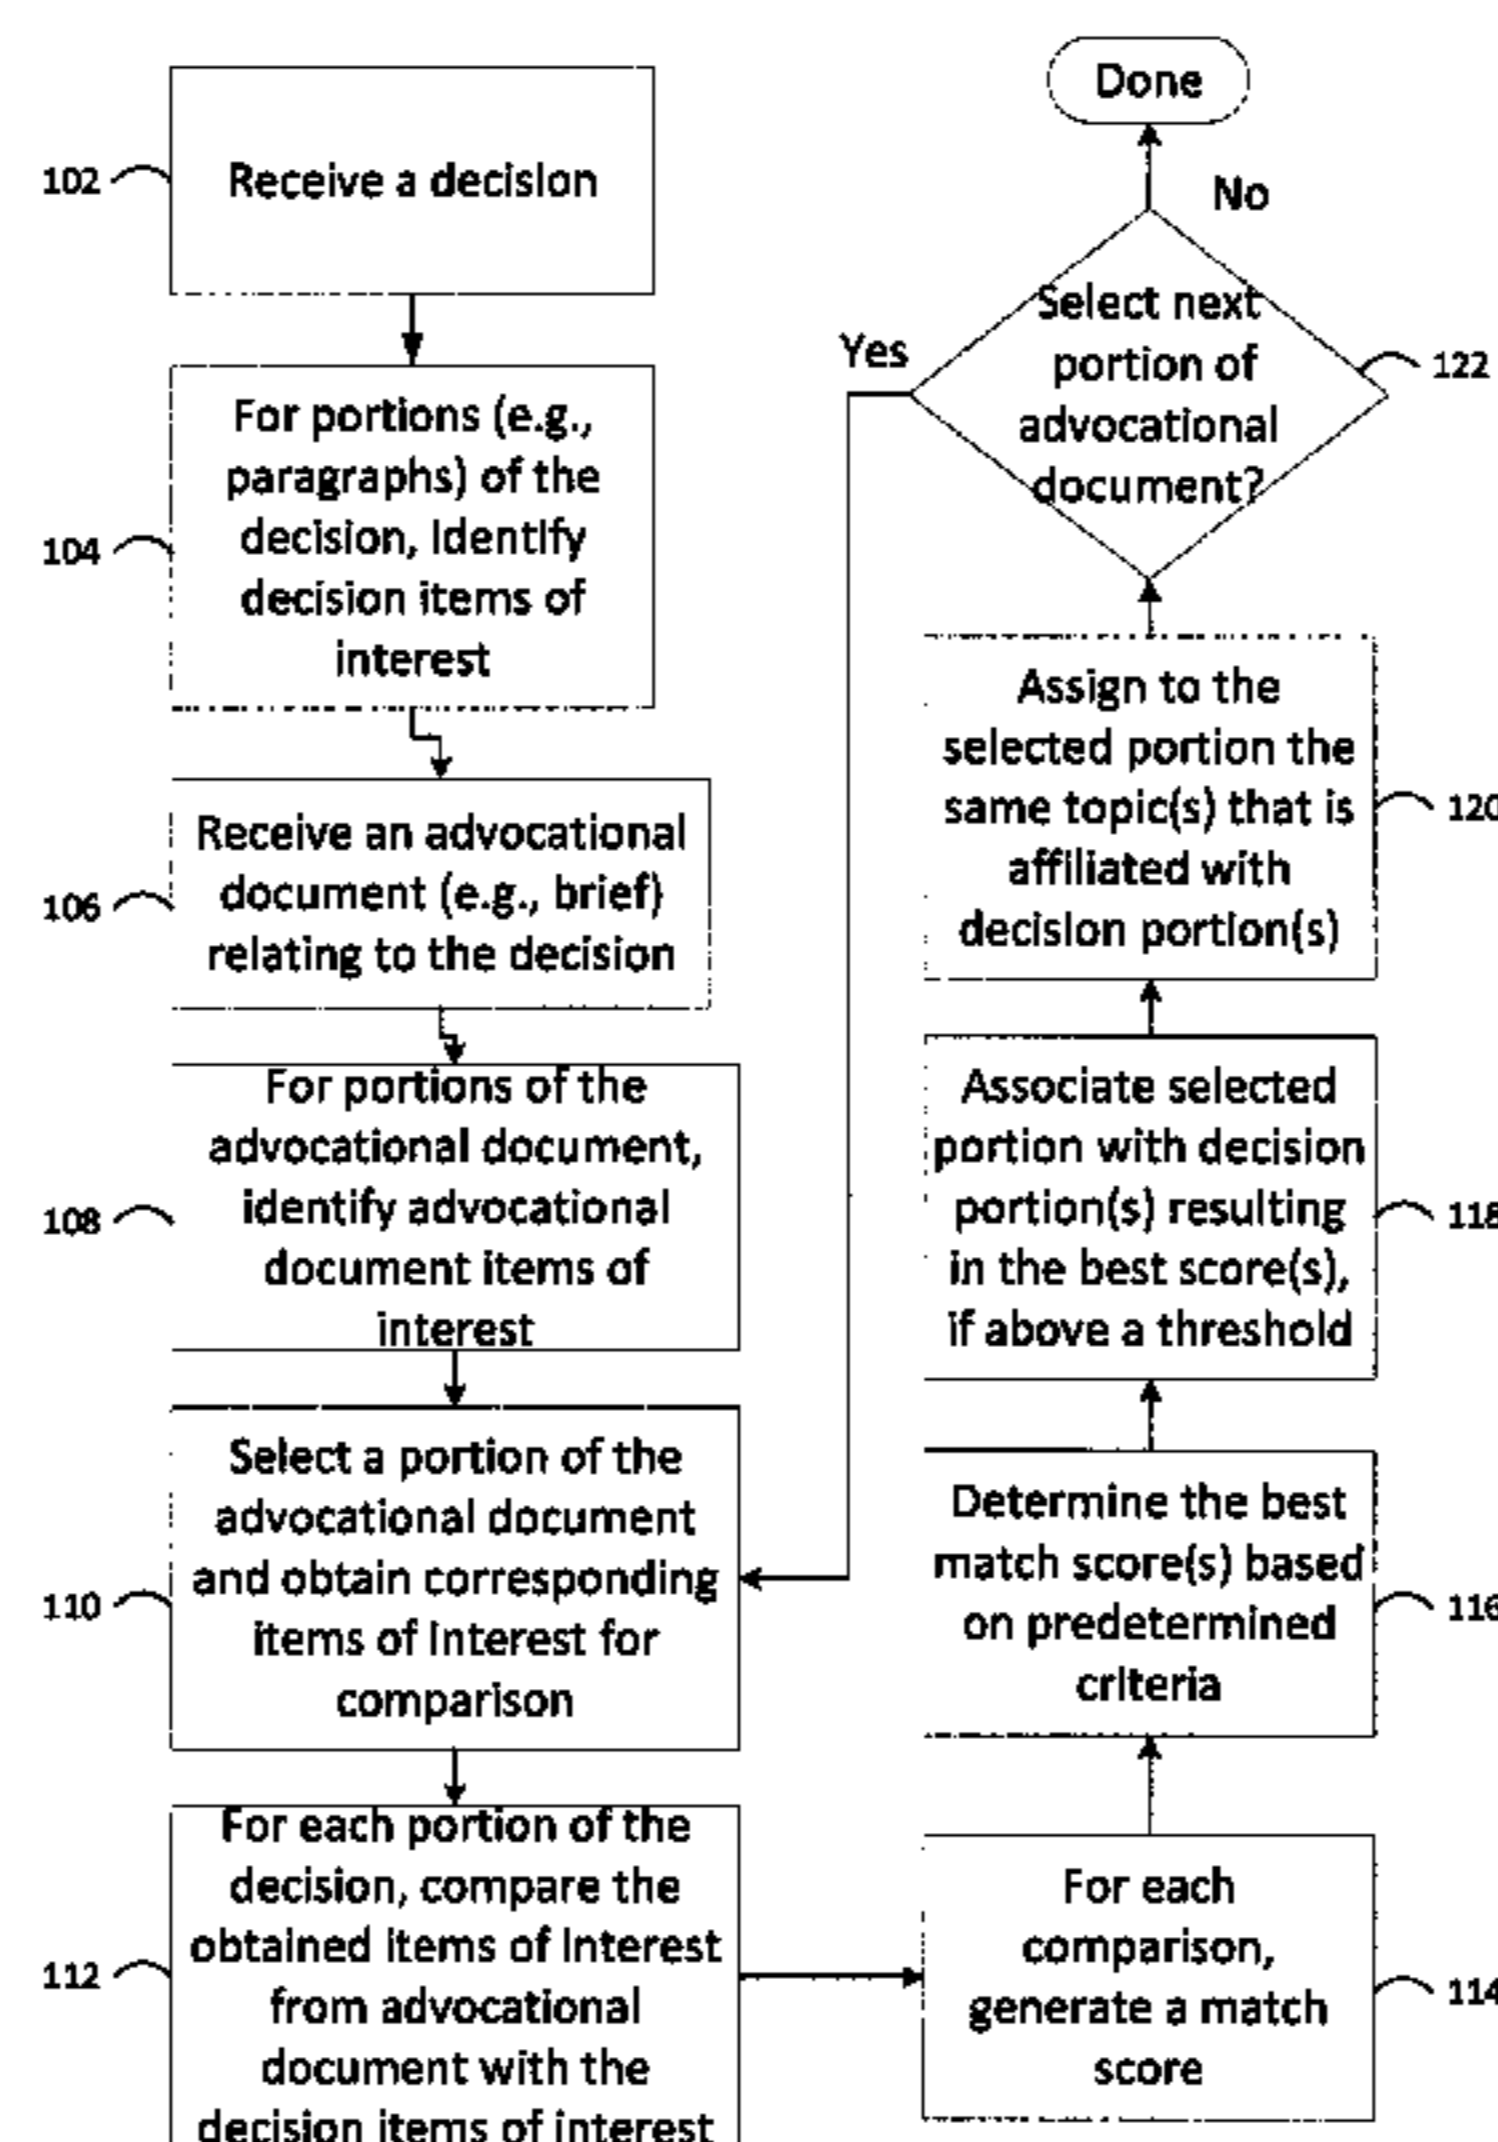 102
Receive a decision
104
For portions (e.g.,
paragraphs) of the
decision, identify
decision items of
interest
106
Receive an advocational
document (e.g., brief)
relating to the decision
108
For portions of the
advocational document,
identify advocational
document items of
interest
110
Select a portion of the
advocational document
and obtain corresponding
items of interest for
comparison
112
For each portion of the
decision, compare the
obtained items of interest
from advocational
document with the
decision items of interest
Done
No
Yes
Select next
portion of
advocational
document?
122
Assign to the
selected portion the
same topic(s) that is
affiliated with
decision portion(s)
120
Associate selected
portion with decision
portion(s) resulting
in the best score(s),
if above a threshold
118
Determine the best
match score(s) based
on predetermined
criteria
116
For each
comparison,
generate a match
score
114